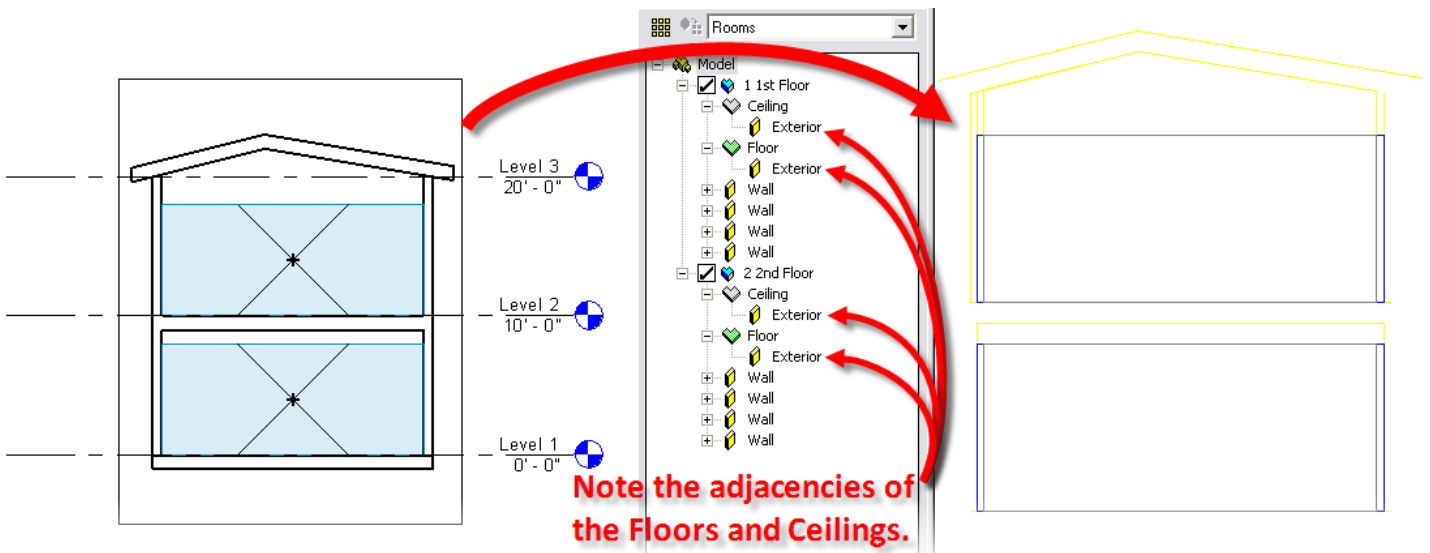 Rooms
Model
1 1st Floor
Ceiling
Exterior
Floor
Exterior
Wall
Wall
Wall
Wall
2 2nd Floor
Ceiling
Exterior
Floor
Exterior
Wall
Wall
Wall
Wall
Level 3
20' - 0"
Level 2
10' - 0"
Level 1
0' - 0"
Note the adjacencies of
the Floors and Ceilings.